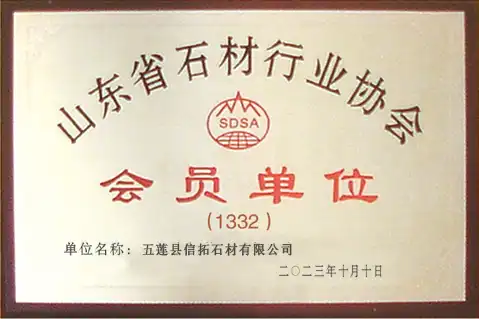 山东省石材行业协会
SDSA
会员单位
(1332)
单位名称：五莲县信拓石材有限公司
二〇二三年十月十日